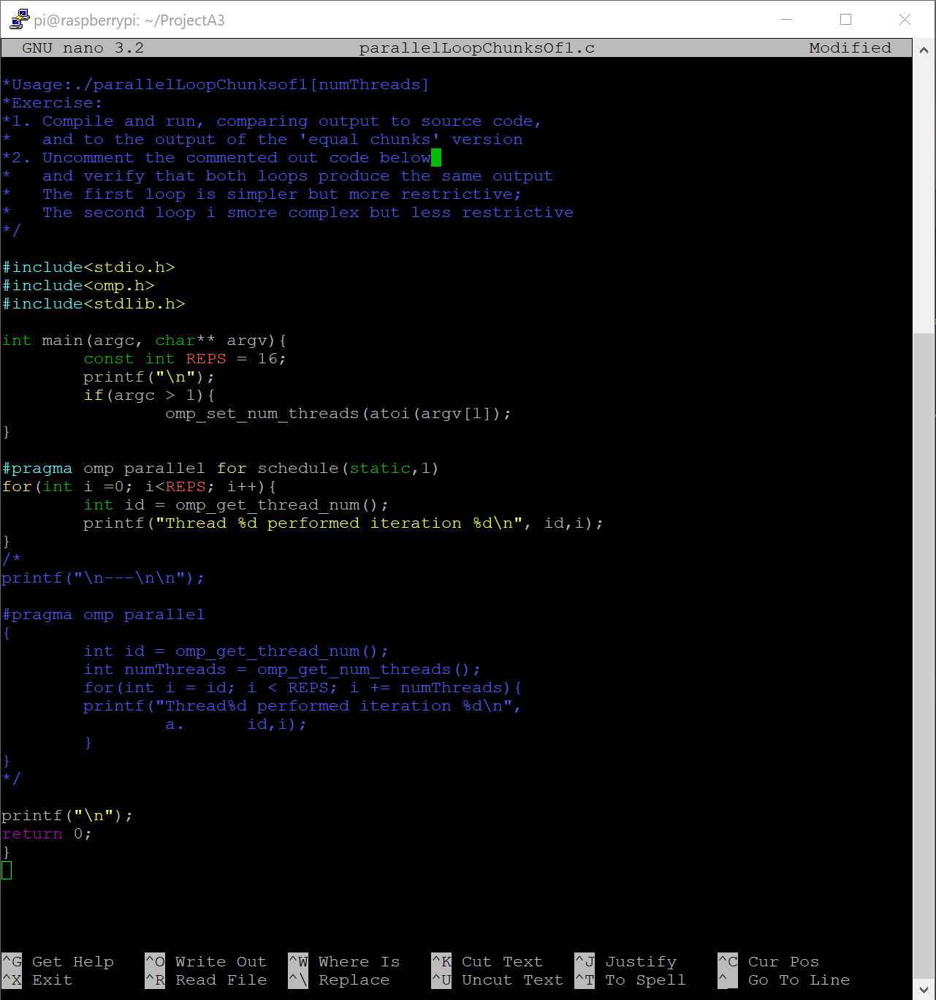 pi@raspberrypi: ~/ProjectA3
GNU nano 3.2 parallelLoopChunksOf1.c Modified
*Usage:./parallelLoopChunksof1[numThreads]
*Exercise:
*1. Compile and run, comparing output to source code,
*   and to the output of the 'equal chunks' version
*2. Uncomment the commented out code below
*   and verify that both loops produce the same output
*   The first loop is simpler but more restrictive;
*   The second loop i smore complex but less restrictive
*/
#include<stdio.h>
#include<omp.h>
#include<stdlib.h>
int main(argc, char** argv){
        const int REPS = 16;
        printf("\n");
        if(argc > 1){
                omp_set_num_threads(atoi(argv[1]);
}
#pragma omp parallel for schedule(static,1)
for(int i =0; i<REPS; i++){
        int id = omp_get_thread_num();
        printf("Thread %d performed iteration %d\n", id,i);
}
/*
printf("\n---\n\n");
#pragma omp parallel
{
        int id = omp_get_thread_num();
        int numThreads = omp_get_num_threads();
        for(int i = id; i < REPS; i += numThreads){
        printf("Thread%d performed iteration %d\n",
                a.      id,i);
        }
}
*/
printf("\n");
return 0;
}
^G Get Help ^O Write Out ^W Where Is ^K Cut Text ^J Justify ^C Cur Pos
^X Exit ^R Read File ^\ Replace ^U Uncut Text ^T To Spell ^_ Go To Line